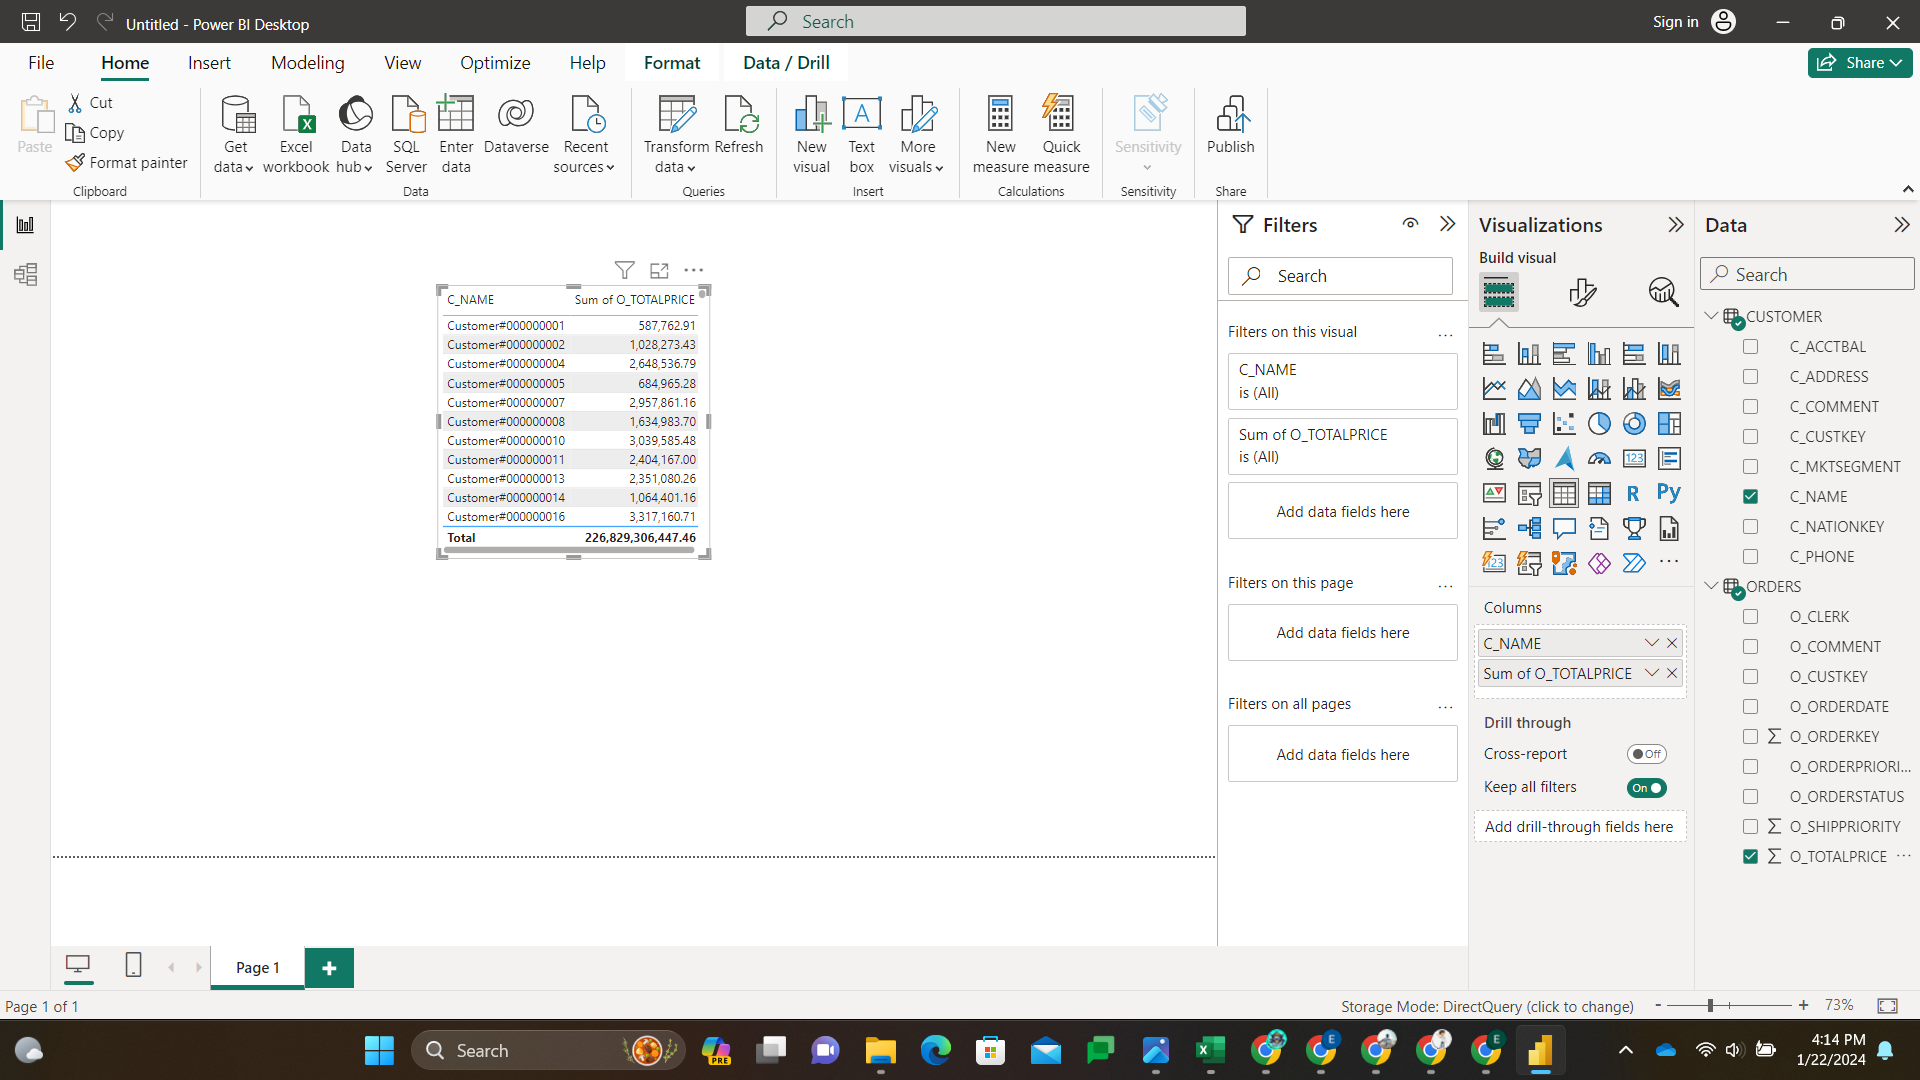 Untitled - Power BI Desktop
Search
Sign in
File
Home
Insert
Modeling
View
Optimize
Help
Format
Data / Drill
Share
Paste
Cut
Copy
Format painter
Clipboard
Get data
Excel workbook
Data hub
SQL Server
Enter data
Dataverse
Recent sources
Data
Transform data
Refresh
Queries
New visual
Text box
More visuals
Insert
New measure
Quick measure
Calculations
Sensitivity
Sensitivity
Publish
Share
C_NAME Sum of O_TOTALPRICE
Customer#000000001 587,762.91
Customer#000000002 1,028,273.43
Customer#000000004 2,648,536.79
Customer#000000005 684,965.28
Customer#000000007 2,957,861.16
Customer#000000008 1,634,983.70
Customer#000000010 3,039,585.48
Customer#000000011 2,404,167.00
Customer#000000013 2,351,080.26
Customer#000000014 1,064,401.16
Customer#000000016 3,317,160.71
Total 226,829,306,447.46
Filters
Search
Filters on this visual
C_NAME
is (All)
Sum of O_TOTALPRICE
is (All)
Add data fields here
Filters on this page
Add data fields here
Filters on all pages
Add data fields here
Visualizations
Build visual
123
R
Py
123
Columns
C_NAME
Sum of O_TOTALPRICE
Drill through
Cross-report
Off
Keep all filters
On
Add drill-through fields here
Data
Search
CUSTOMER
C_ACCTBAL
C_ADDRESS
C_COMMENT
C_CUSTKEY
C_MKTSEGMENT
C_NAME
C_NATIONKEY
C_PHONE
ORDERS
O_CLERK
O_COMMENT
O_CUSTKEY
O_ORDERDATE
∑ O_ORDERKEY
O_ORDERPRIORI...
O_ORDERSTATUS
∑ O_SHIPPRIORITY
∑ O_TOTALPRICE
Page 1
Page 1 of 1
Storage Mode: DirectQuery (click to change)
- + 73%
Search
PRE
E
E
4:14 PM
1/22/2024